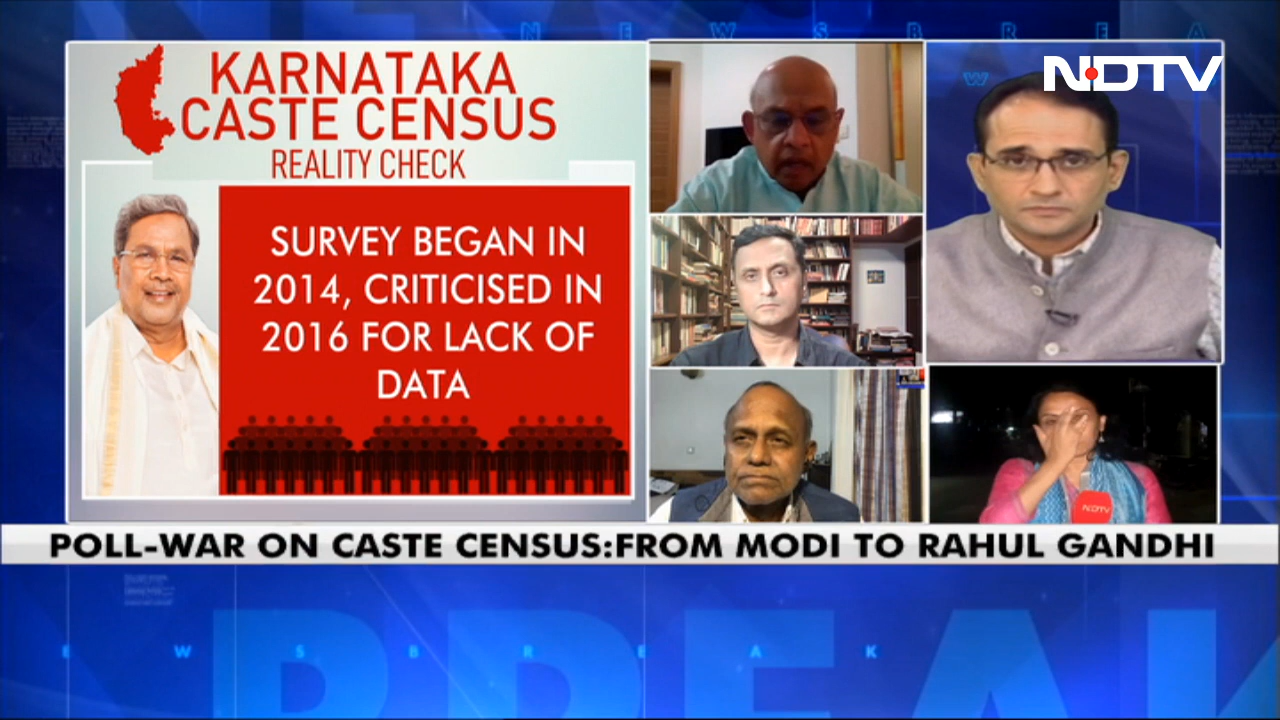 N E W S B R E A
NDTV
KARNATAKA
CASTE CENSUS
REALITY CHECK
SURVEY BEGAN IN
2014, CRITICISED IN
2016 FOR LACK OF
DATA
NDTV
POLL-WAR ON CASTE CENSUS:FROM MODI TO RAHUL GANDHI
E W S B R E A K
BREAK